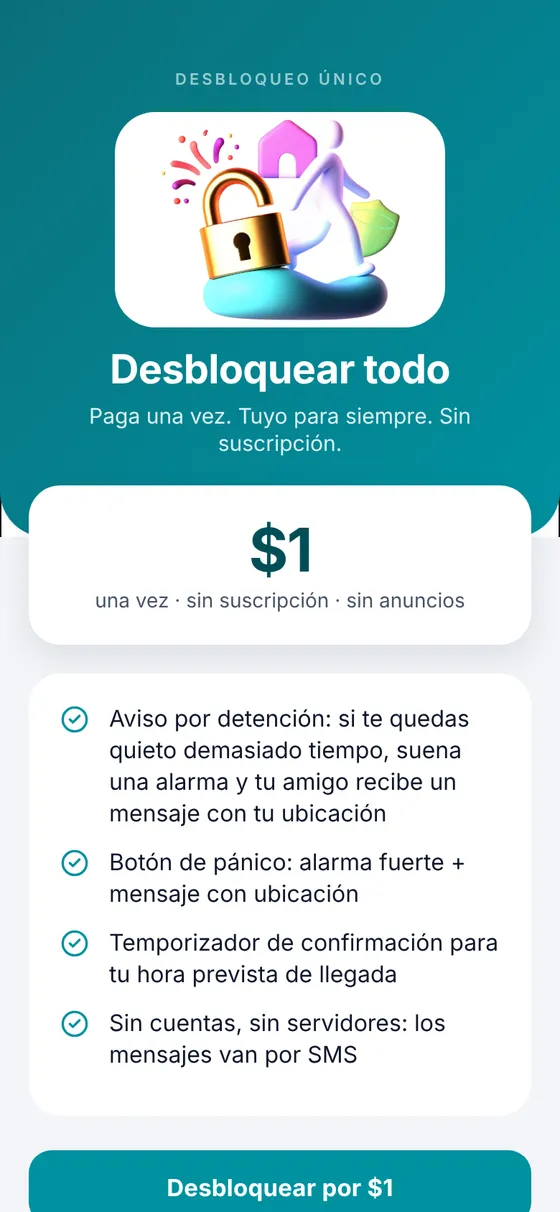 DESBLOQUEO ÚNICO
Desbloquear todo
Paga una vez. Tuyo para siempre. Sin
suscripción.
$1
una vez · sin suscripción · sin anuncios
Aviso por detención: si te quedas
quieto demasiado tiempo, suena
una alarma y tu amigo recibe un
mensaje con tu ubicación
Botón de pánico: alarma fuerte +
mensaje con ubicación
Temporizador de confirmación para
tu hora prevista de llegada
Sin cuentas, sin servidores: los
mensajes van por SMS
Desbloquear por $1